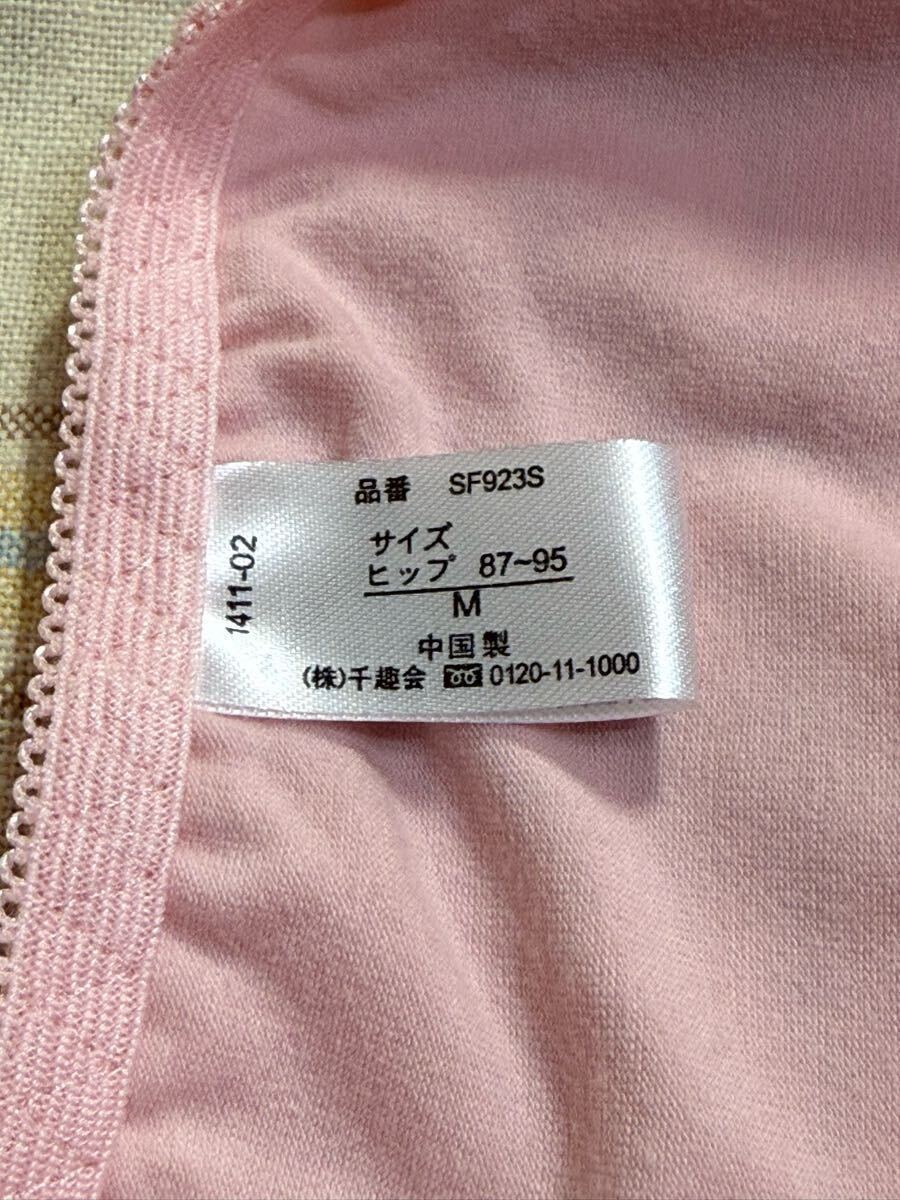 品番 SF923S
サイズ
ヒップ 87~95
M
中国製
(株)千趣会 0120-11-1000
1411-02